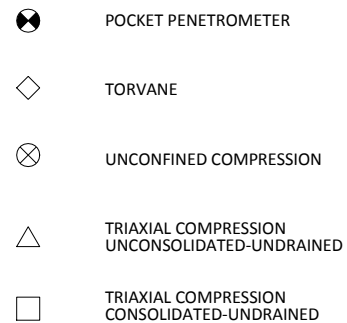 POCKET PENETROMETER
TORVANE
UNCONFINED COMPRESSION
TRIAXIAL COMPRESSION
UNCONSOLIDATED-UNDRAINED
TRIAXIAL COMPRESSION
CONSOLIDATED-UNDRAINED